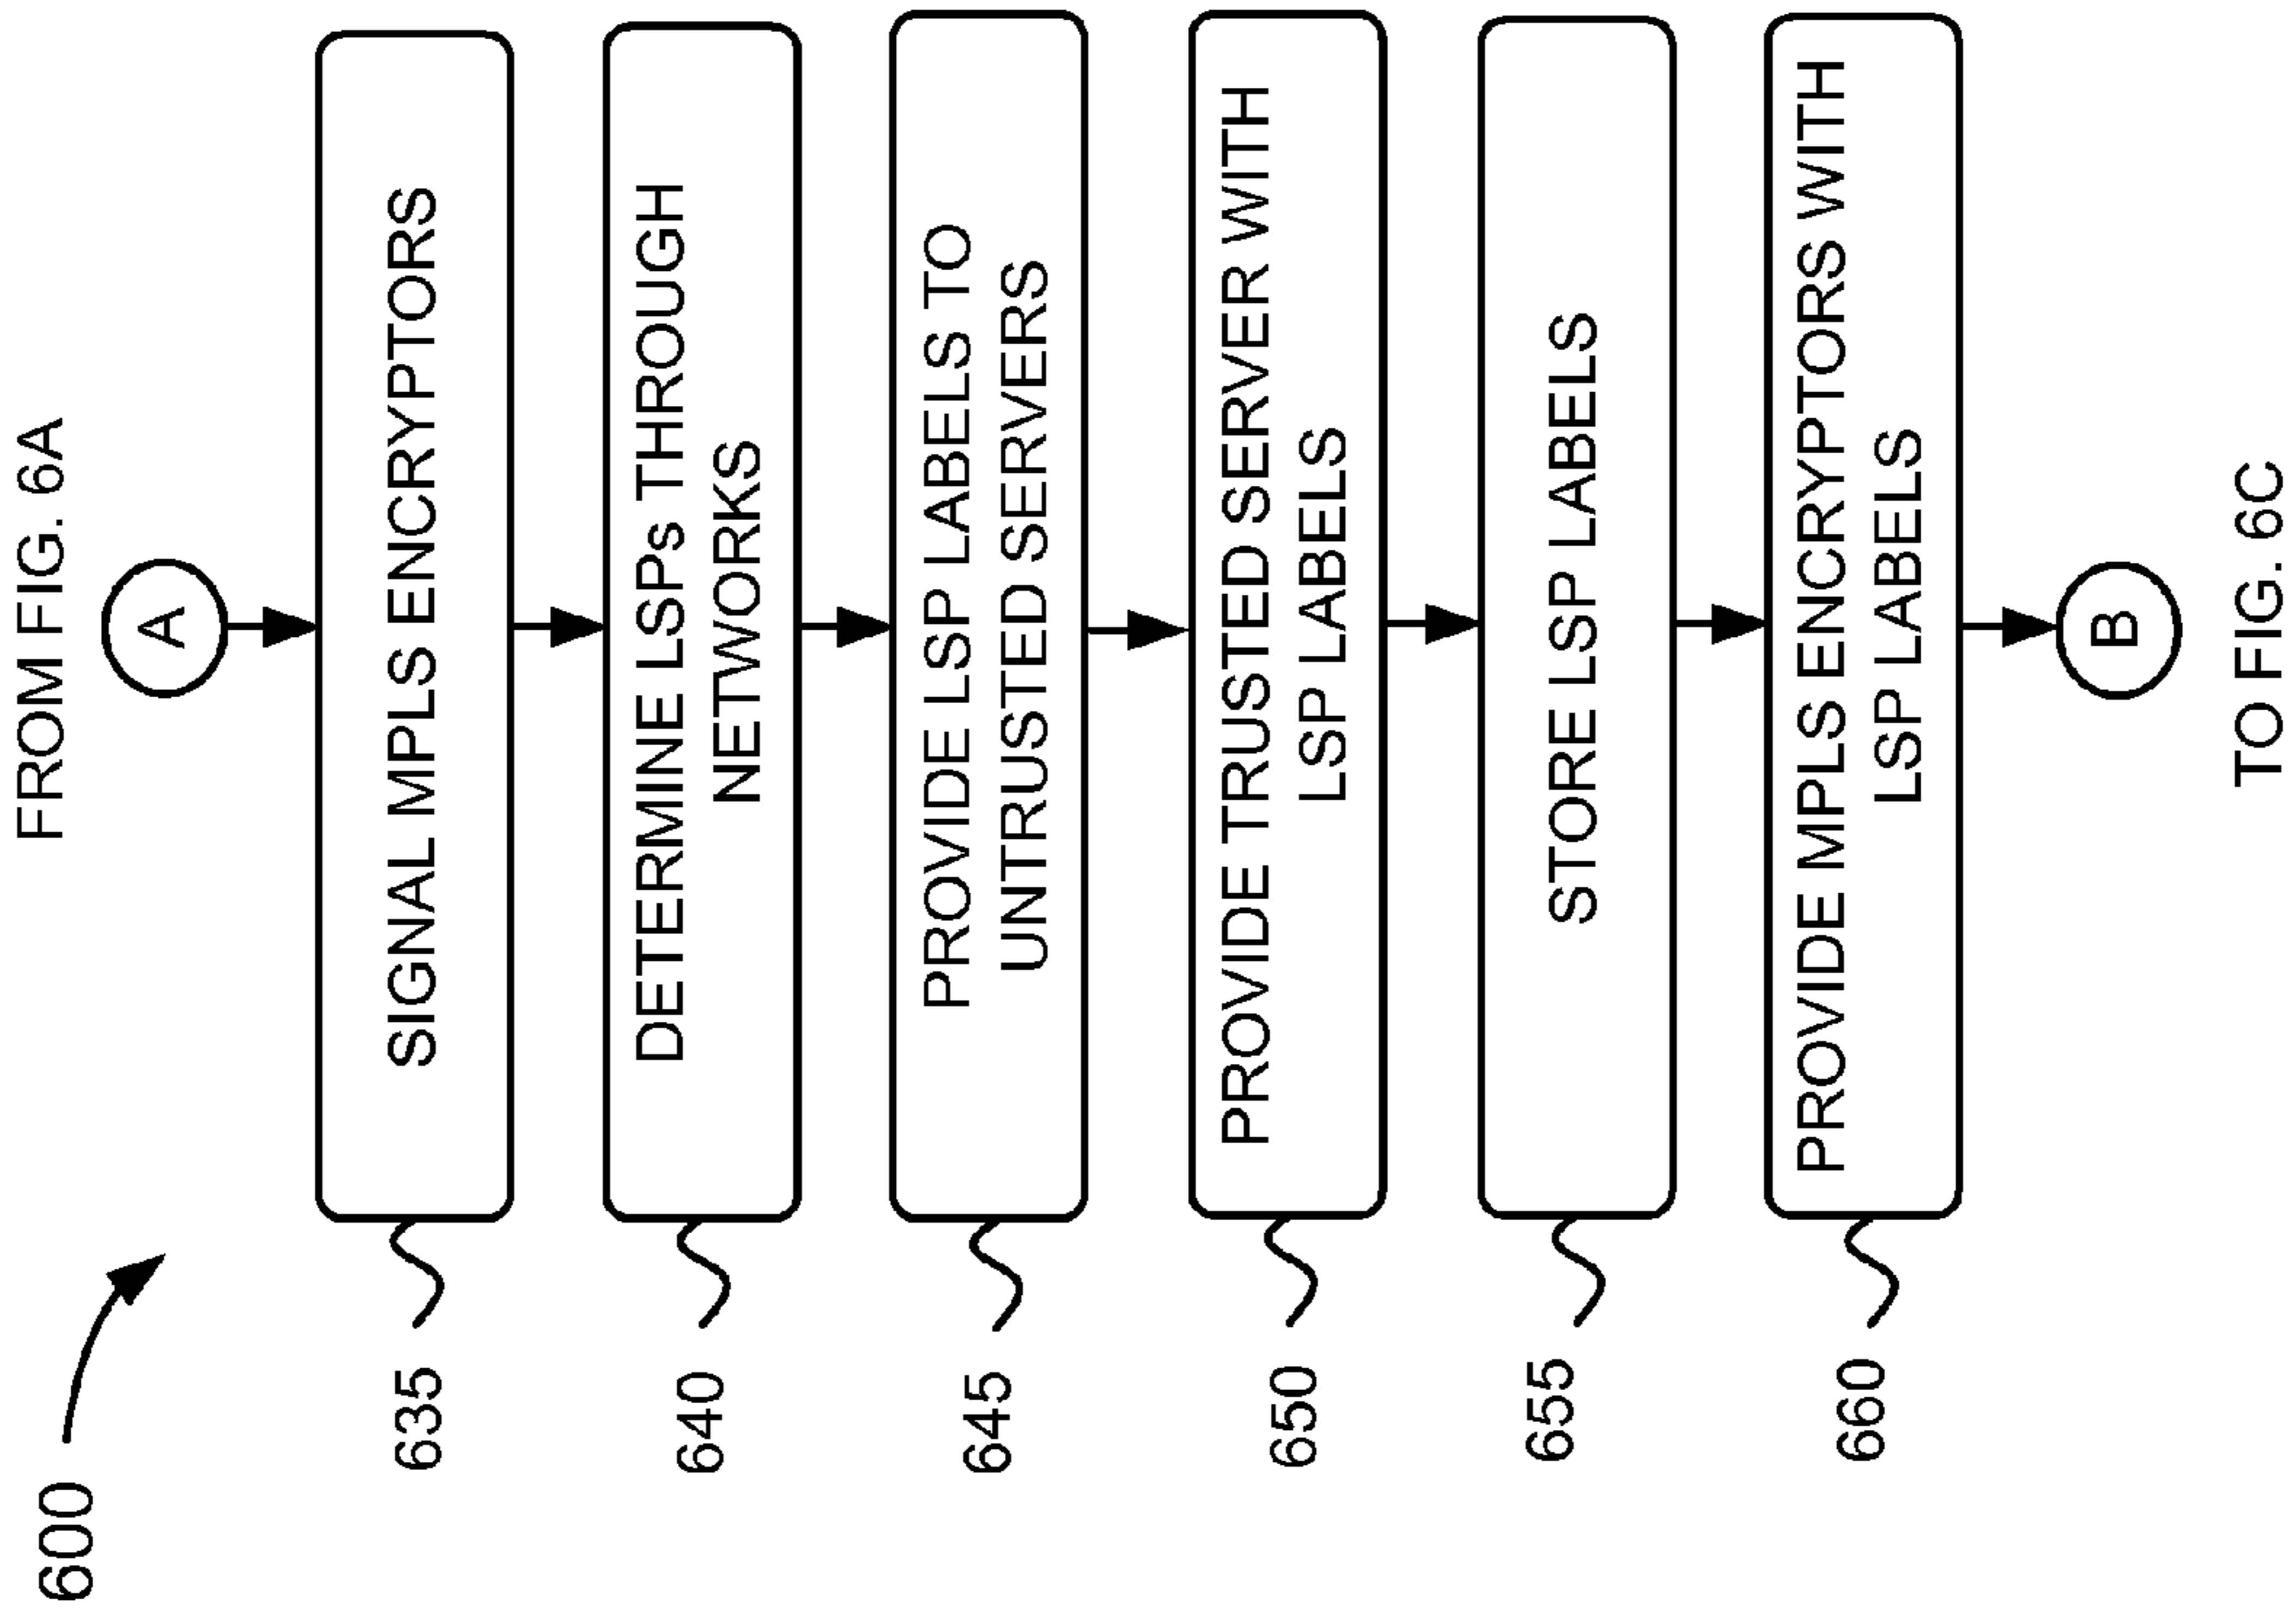 600
FROM FIG. 6A
A
635
SIGNAL MPLS ENCRYPTORS
640
DETERMINE LSPs THROUGH
NETWORKS
645
PROVIDE LSP LABELS TO
UNTRUSTED SERVERS
650
PROVIDE TRUSTED SERVER WITH
LSP LABELS
655
STORE LSP LABELS
660
PROVIDE MPLS ENCRYPTORS WITH
LSP LABELS
B
TO FIG. 6C